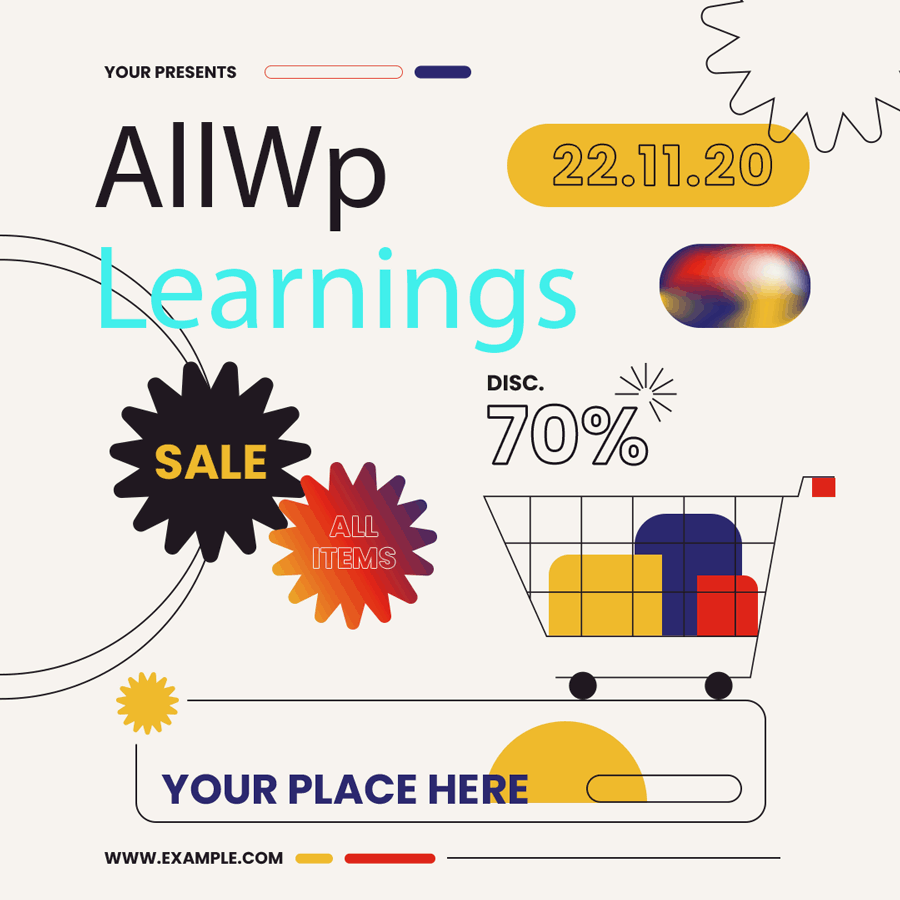 YOUR PRESENTS
AllWp
22.11.20
Learnings
DISC.
70%
SALE
ALL
ITEMS
YOUR PLACE HERE
WWW.EXAMPLE.COM